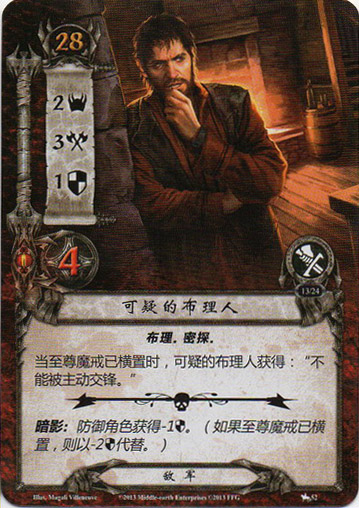 28
2
3
1
4
13/24
可疑的布理人
布理. 密探.
当至尊魔戒已横置时，可疑的布理人获得：“不
能被主动交锋。”
暗影: 防御角色获得-1。（如果至尊魔戒已横
置，则以-2代替。）
敌军
Illus. Magali Villeneuve
©2013 Middle-earth Enterprises ©2013 FFG
52